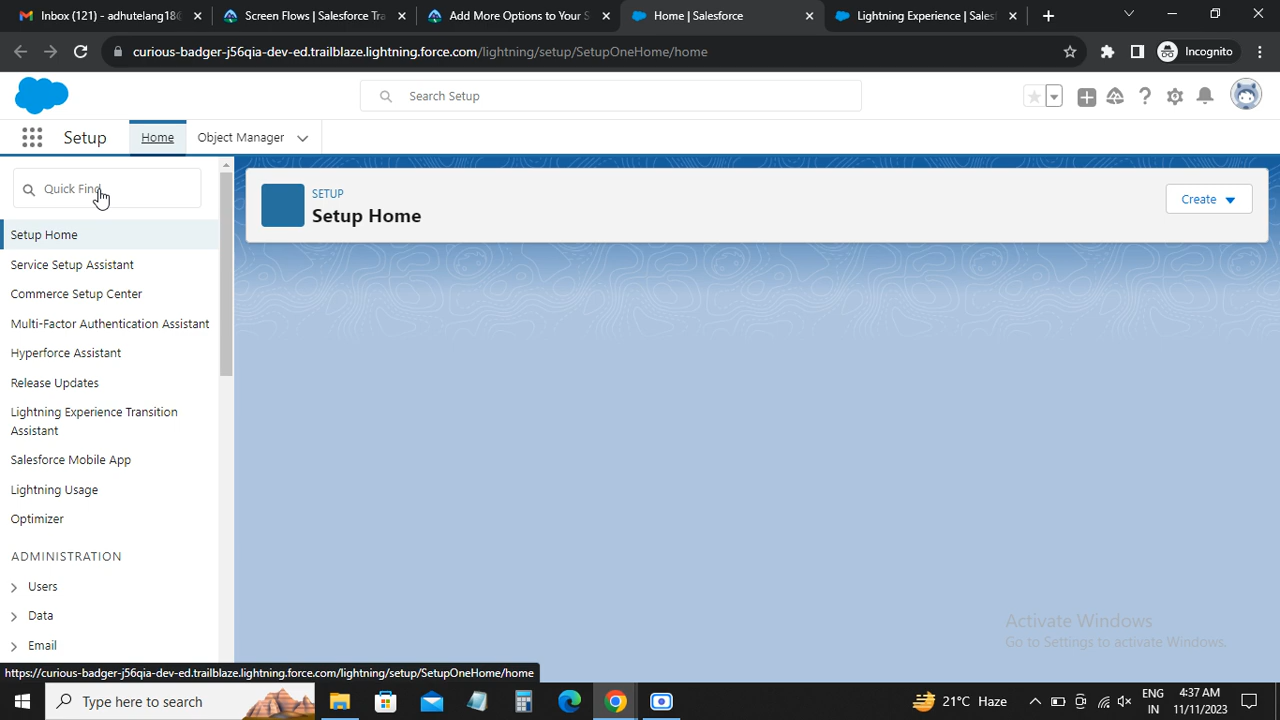 Inbox (21) - adhutelang18
Screen Flows | Salesforce Tra
Add More Options to Your S
Home | Salesforce
Lightning Experience | Sales
curious-badger-j56qia-dev-ed.trailblaze.lightning.force.com/lightning/setup/SetupOneHome/home
Incognito
Search Setup
Setup
Home
Object Manager
Quick Find
Setup Home
Service Setup Assistant
Commerce Setup Center
Multi-Factor Authentication Assistant
Hyperforce Assistant
Release Updates
Lightning Experience Transition
Assistant
Salesforce Mobile App
Lightning Usage
Optimizer
ADMINISTRATION
Users
Data
Email
SETUP
Setup Home
Create
Activate Windows
Go to Settings to activate Windows.
https://curious-badger-j56qia-dev-ed.trailblaze.lightning.force.com/lightning/setup/SetupOneHome/home
Type here to search
21°C Haze
ENG
IN
4:37 AM
11/11/2023